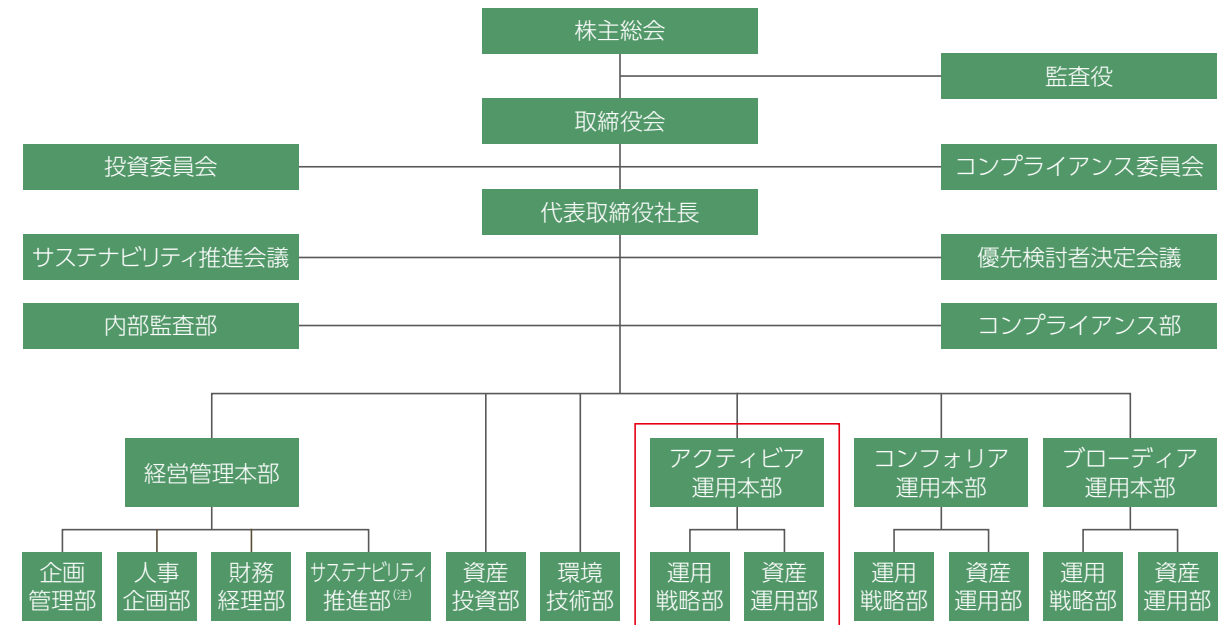 株主総会
監査役
取締役会
投資委員会
コンプライアンス委員会
代表取締役社長
サステナビリティ推進会議
優先検討者決定会議
内部監査部
コンプライアンス部
経営管理本部
アクティビア
運用本部
コンフォリア
運用本部
ブローディア
運用本部
企画
管理部
人事
企画部
財務
経理部
サステナビリティ
推進部(注)
資産
投資部
環境
技術部
運用
戦略部
資産
運用部
運用
戦略部
資産
運用部
運用
戦略部
資産
運用部